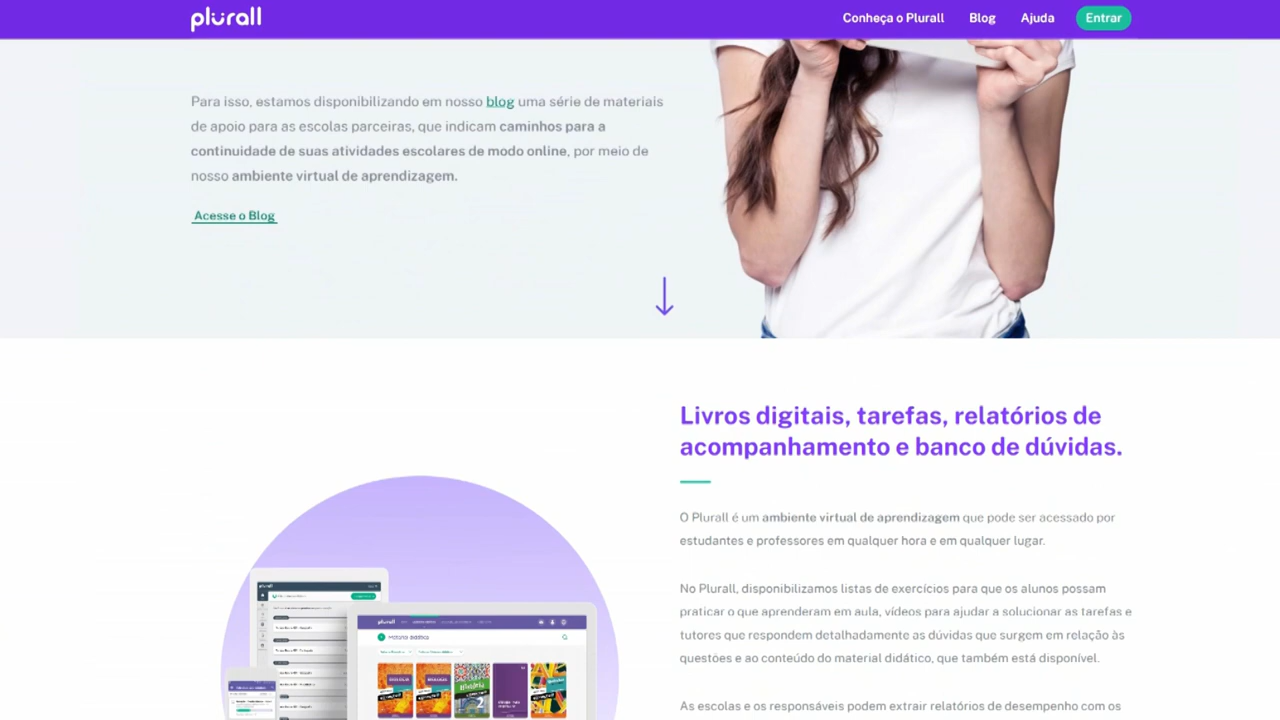 plurall
Conheça o Plurall
Blog
Ajuda
Entrar
Para isso, estamos disponibilizando em nosso blog uma série de materiais
de apoio para as escolas parceiras, que indicam caminhos para a
continuidade de suas atividades escolares de modo online, por meio de
nosso ambiente virtual de aprendizagem.
Acesse o Blog
Livros digitais, tarefas, relatórios de
acompanhamento e banco de dúvidas.
O Plurall é um ambiente virtual de aprendizagem que pode ser acessado por
estudantes e professores em qualquer hora e em qualquer lugar.
No Plurall, disponibilizamos listas de exercícios para que os alunos possam
praticar o que aprenderam em aula, vídeos para ajudar a solucionar as tarefas e
tutores que respondem detalhadamente as dúvidas que surgem em relação às
questões e ao conteúdo do material didático, que também está disponível.
As escolas e os responsáveis podem extrair relatórios de desempenho com os
plurall
plurall
Material didático
História
2